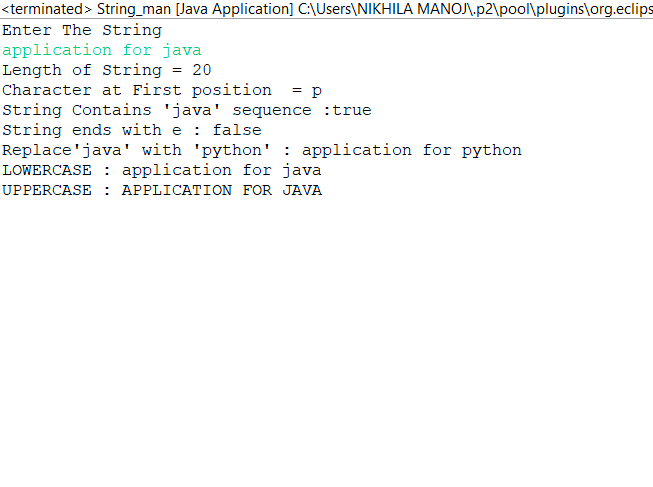 <terminated> String_man [Java Application] C:\Users\NIKHILA MANOJ\.p2\pool\plugins\org.eclips
Enter The String
application for java
Length of String = 20
Character at First position  = p
String Contains 'java' sequence :true
String ends with e : false
Replace'java' with 'python' : application for python
LOWERCASE : application for java
UPPERCASE : APPLICATION FOR JAVA